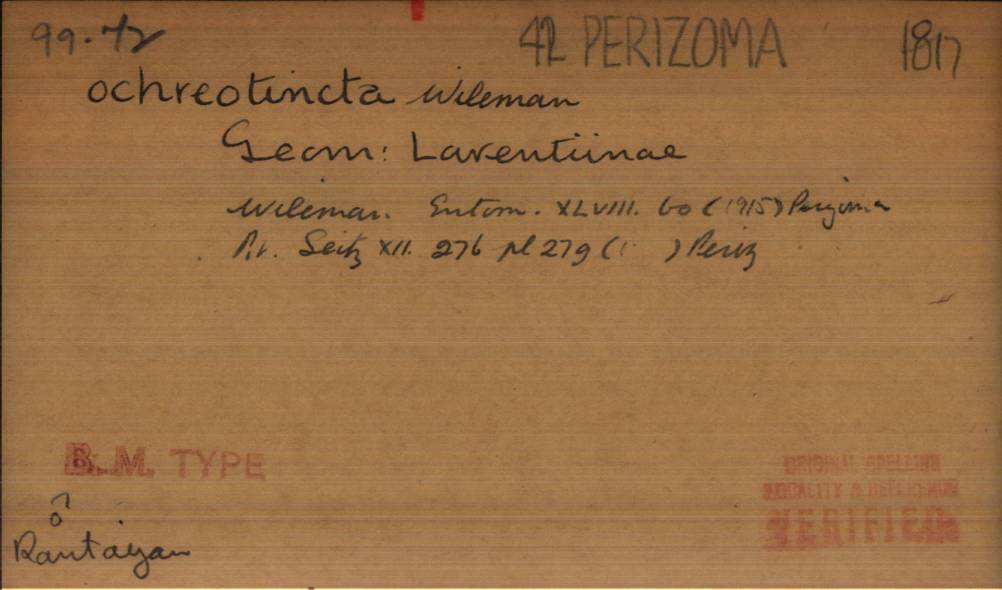 99.72
42 PERIZOMA 1817
ochreotincta Wileman
Geom: Larentiinae
Wileman. Entom. XLVIII. 60 (1915) Perizoma
Pr. Seitz XII. 276 pl 27g ( ) Periz
B.M. TYPE
ORIGINAL SPELLING
LOCALITY & REFERENCE
VERIFIED
♂
Rantaizan